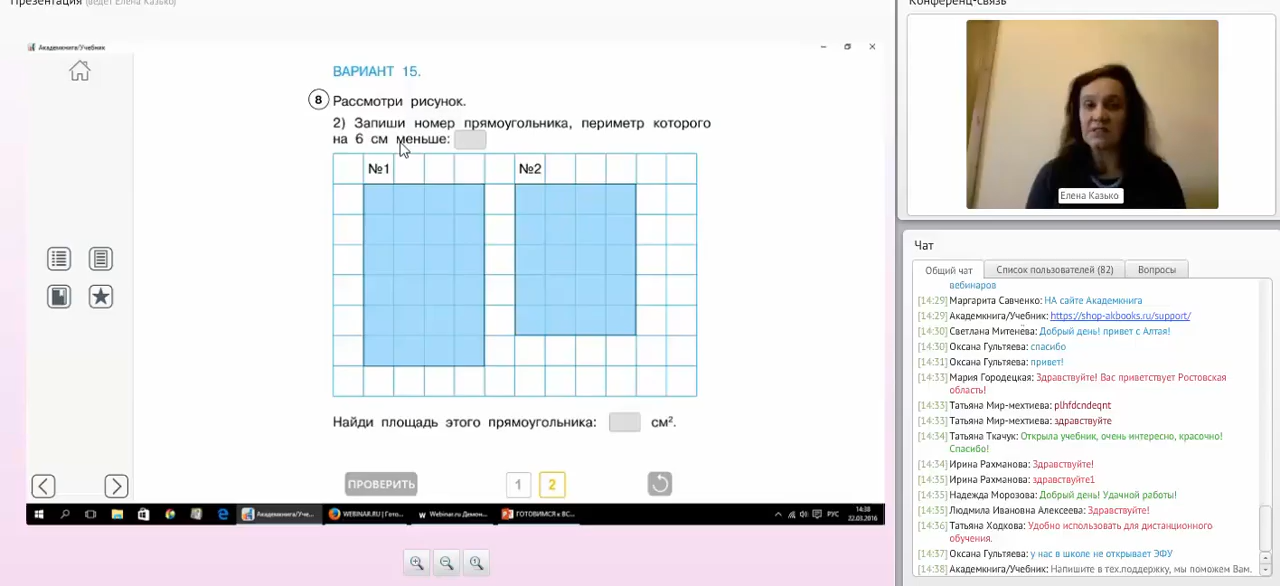 Презентация (ведет Елена Казько)
Академкнига/Учебник
ВАРИАНТ 15.
8 Рассмотри рисунок.
2) Запиши номер прямоугольника, периметр которого
на 6 см меньше:
№1 №2
Найди площадь этого прямоугольника: см².
ПРОВЕРИТЬ 1 2
Академкнига/Уче... WEBINAR.RU | Гото... Webinar.ru Демон... ГОТОВИМСЯ к ВС... РУС 14:38
22.03.2016
Конференц-связь
Елена Казько
Чат
Общий чат Список пользователей (82) Вопросы
вебинаров
[14:29] Маргарита Савченко: НА сайте Академкнига
[14:29] Академкнига/Учебник: https://shop-akbooks.ru/support/
[14:30] Светлана Митенёва: Добрый день! привет с Алтая!
[14:30] Оксана Гультяева: спасибо
[14:31] Оксана Гультяева: привет!
[14:33] Мария Городецкая: Здравствуйте! Вас приветствует Ростовская
область!
[14:33] Татьяна Мир-мехтиева: plhfdcndeqnt
[14:33] Татьяна Мир-мехтиева: здравствуйте
[14:34] Татьяна Ткачук: Открыла учебник, очень интересно, красочно!
Спасибо!
[14:34] Ирина Рахманова: Здравствуйте!
[14:35] Ирина Рахманова: здравствуйте1
[14:35] Надежда Морозова: Добрый день! Удачной работы!
[14:35] Людмила Ивановна Алексеева: Здравствуйте!
[14:36] Татьяна Ходкова: Удобно использовать для дистанционного
обучения.
[14:37] Оксана Гультяева: у нас в школе не открывает ЭФУ
[14:38] Академкнига/Учебник: Напишите в тех.поддержку, мы поможем Вам.